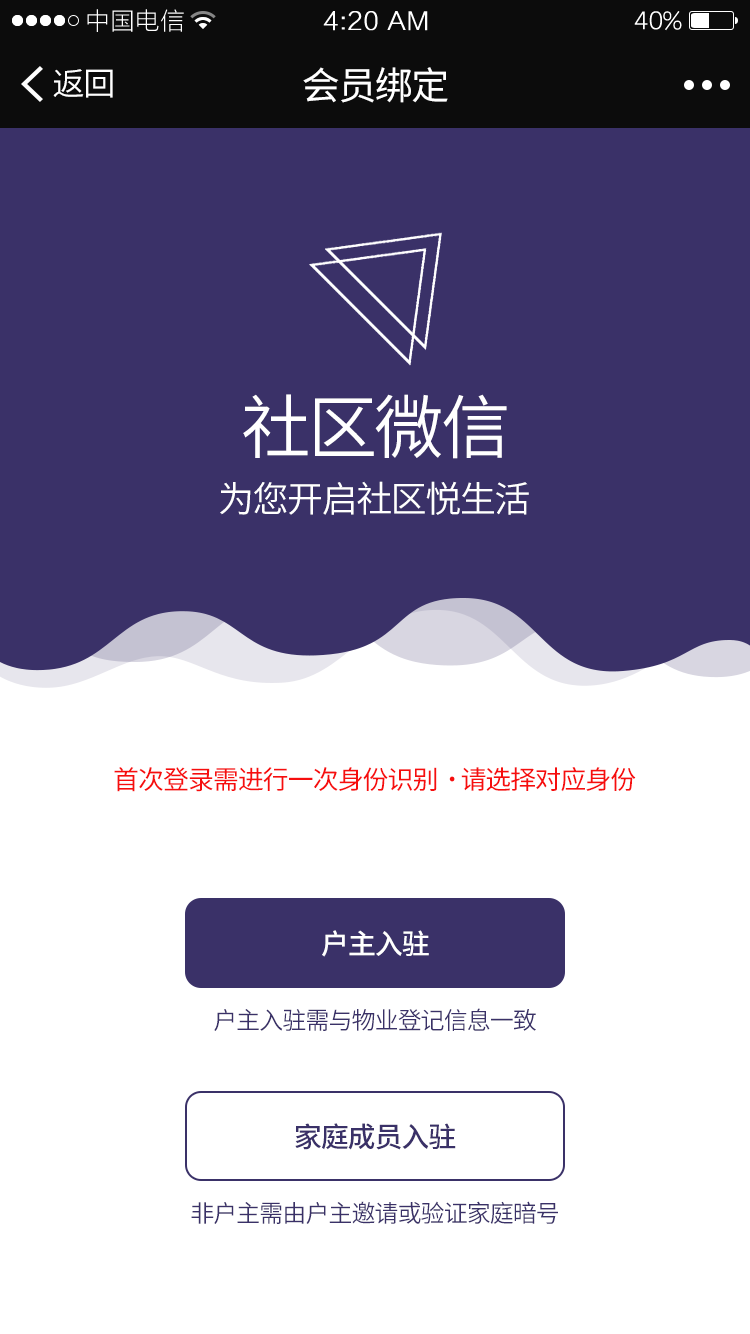 中国电信 4:20 AM 40%
返回 会员绑定
社区微信
为您开启社区悦生活
首次登录需进行一次身份识别·请选择对应身份
户主入驻
户主入驻需与物业登记信息一致
家庭成员入驻
非户主需由户主邀请或验证家庭暗号